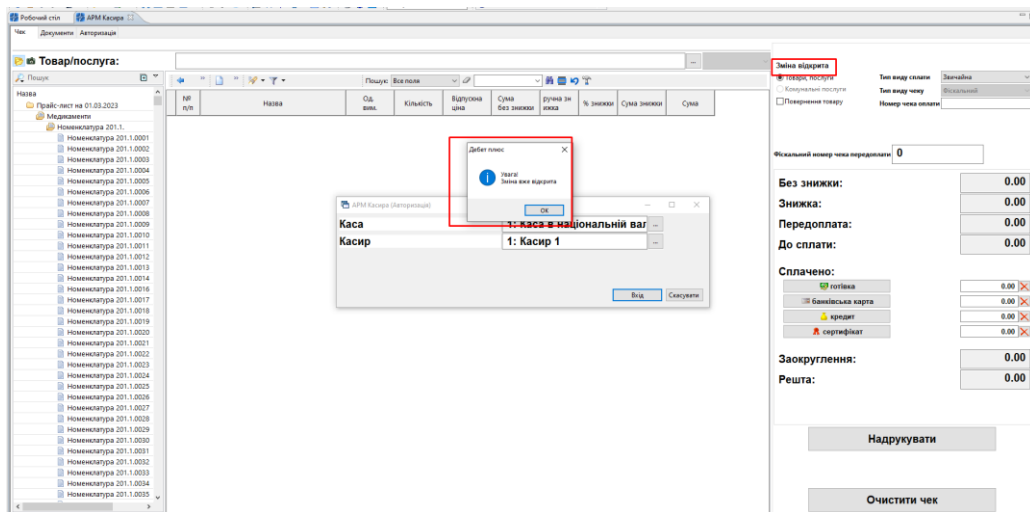 Робочий стіл АРМ Касира
Чек Документи Авторизація
Товар/послуга:
...
Пошук
Пошук: Все поля
Назва
Прайс-лист на 01.03.2023
Медикаменти
Номенклатура 201.1.
Номенклатура 201.1.0001
Номенклатура 201.1.0002
Номенклатура 201.1.0003
Номенклатура 201.1.0004
Номенклатура 201.1.0005
Номенклатура 201.1.0006
Номенклатура 201.1.0007
Номенклатура 201.1.0008
Номенклатура 201.1.0009
Номенклатура 201.1.0010
Номенклатура 201.1.0011
Номенклатура 201.1.0012
Номенклатура 201.1.0013
Номенклатура 201.1.0014
Номенклатура 201.1.0016
Номенклатура 201.1.0017
Номенклатура 201.1.0018
Номенклатура 201.1.0019
Номенклатура 201.1.0020
Номенклатура 201.1.0021
Номенклатура 201.1.0022
Номенклатура 201.1.0023
Номенклатура 201.1.0024
Номенклатура 201.1.0025
Номенклатура 201.1.0026
Номенклатура 201.1.0027
Номенклатура 201.1.0028
Номенклатура 201.1.0029
Номенклатура 201.1.0030
Номенклатура 201.1.0031
Номенклатура 201.1.0032
Номенклатура 201.1.0033
Номенклатура 201.1.0034
Номенклатура 201.1.0035
№ п/п Назва Од. вим. Кількість Відпускна ціна Сума без знижки ручна зн ижка % знижки Сума знижки Сума
Дебет плюс
Увага!
Зміна вже відкрита
ОК
АРМ Касира (Авторизація)
Каса 1: Каса в національній вал ...
Касир 1: Касир 1 ...
Вхід Скасувати
Зміна відкрита
Товари, послуги Тип виду сплати Звичайна
Комунальні послуги Тип виду чеку Фіскальний
Повернення товару Номер чека оплати
Фіскальний номер чека передоплати 0
Без знижки: 0.00
Знижка: 0.00
Передоплата: 0.00
До сплати: 0.00
Сплачено:
готівка 0.00
банківська карта 0.00
кредит 0.00
сертифікат 0.00
Заокруглення: 0.00
Решта: 0.00
Надрукувати
Очистити чек